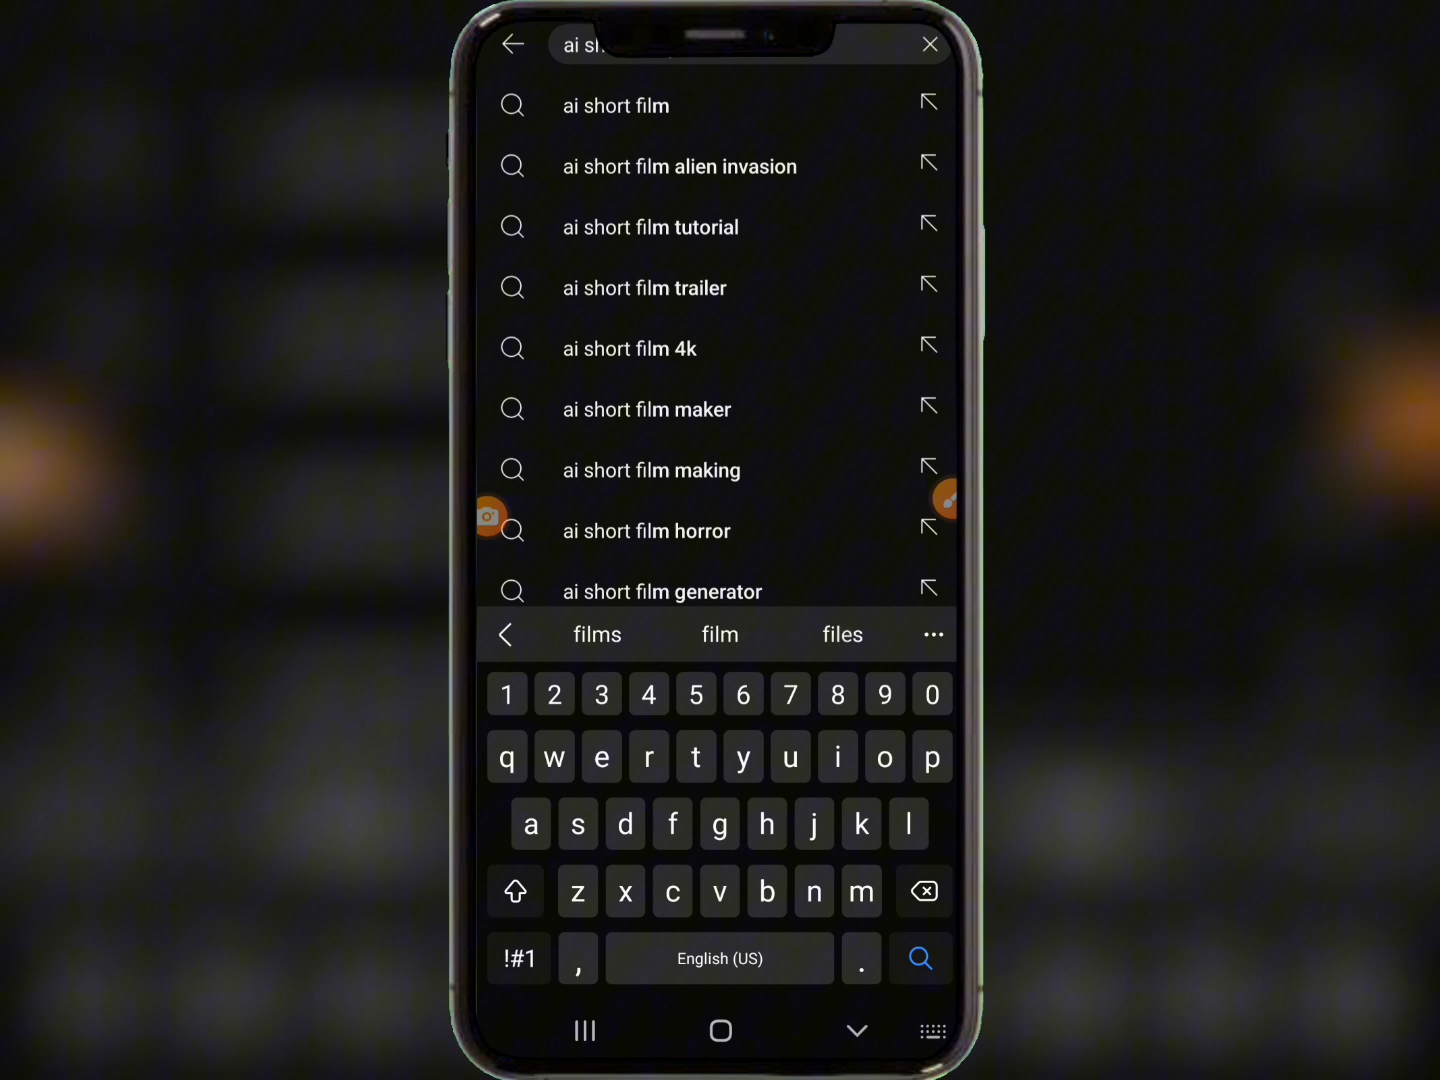 ai sh
ai short film
ai short film alien invasion
ai short film tutorial
ai short film trailer
ai short film 4k
ai short film maker
ai short film making
ai short film horror
ai short film generator
films film files
1 2 3 4 5 6 7 8 9 0
q w e r t y u i o p
a s d f g h j k l
z x c v b n m
!#1 , English (US) .